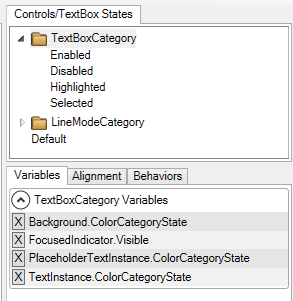 Controls/TextBox States
TextBoxCategory
Enabled
Disabled
Highlighted
Selected
LineModeCategory
Default
Variables Alignment Behaviors
TextBoxCategory Variables
X Background.ColorCategoryState
X FocusedIndicator.Visible
X PlaceholderTextInstance.ColorCategoryState
X TextInstance.ColorCategoryState